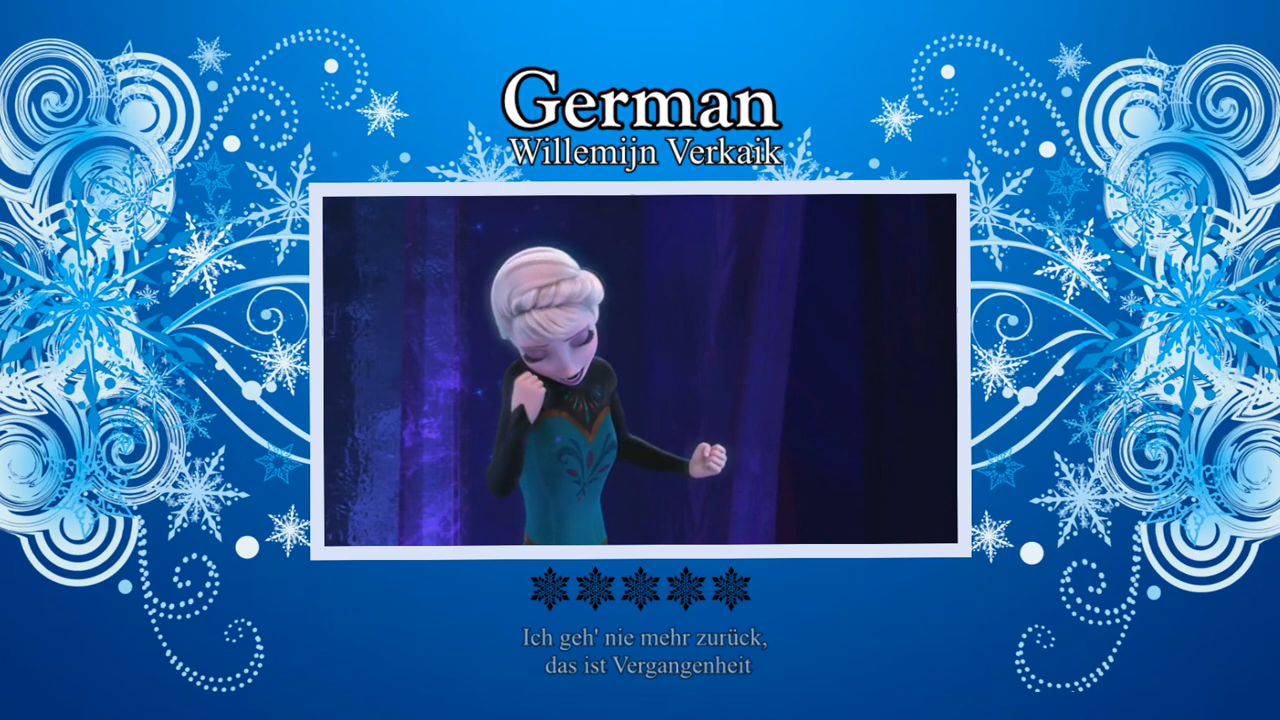 German
Willemijn Verkaik
Ich geh' nie mehr zurück,
das ist Vergangenheit